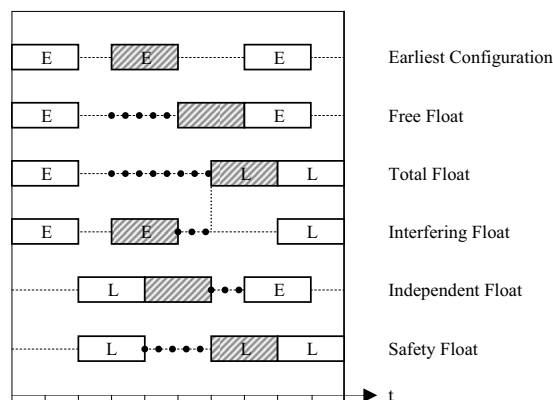 E E E Earliest Configuration
E E Free Float
E L L Total Float
E E L Interfering Float
L E Independent Float
L L L Safety Float
t